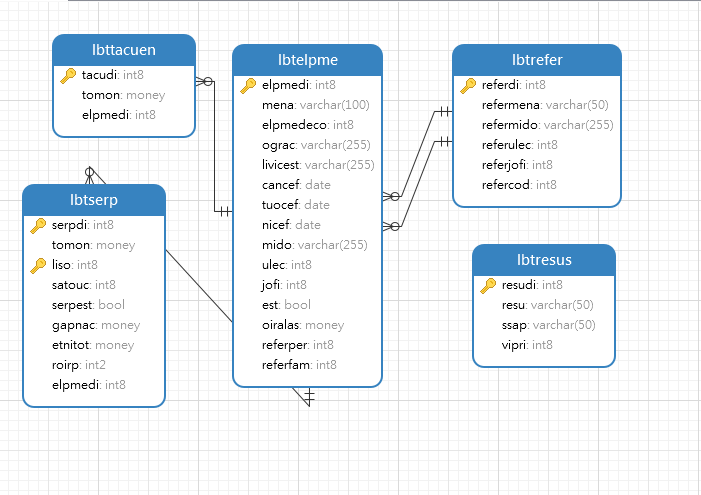 lbttacuen
tacudi: int8
tomon: money
elpmedi: int8
lbtserp
serpdi: int8
tomon: money
liso: int8
satouc: int8
serpest: bool
gapnac: money
etnitot: money
roirp: int2
elpmedi: int8
lbtelpme
elpmedi: int8
mena: varchar(100)
elpmedeco: int8
ograc: varchar(255)
livicest: varchar(255)
cancef: date
tuocef: date
nicef: date
mido: varchar(255)
ulec: int8
jofi: int8
est: bool
oiralas: money
referper: int8
referfam: int8
lbtrefer
referdi: int8
refermena: varchar(50)
refermido: varchar(255)
referulec: int8
referjofi: int8
refercod: int8
lbtresus
resudi: int8
resu: varchar(50)
ssap: varchar(50)
vipri: int8